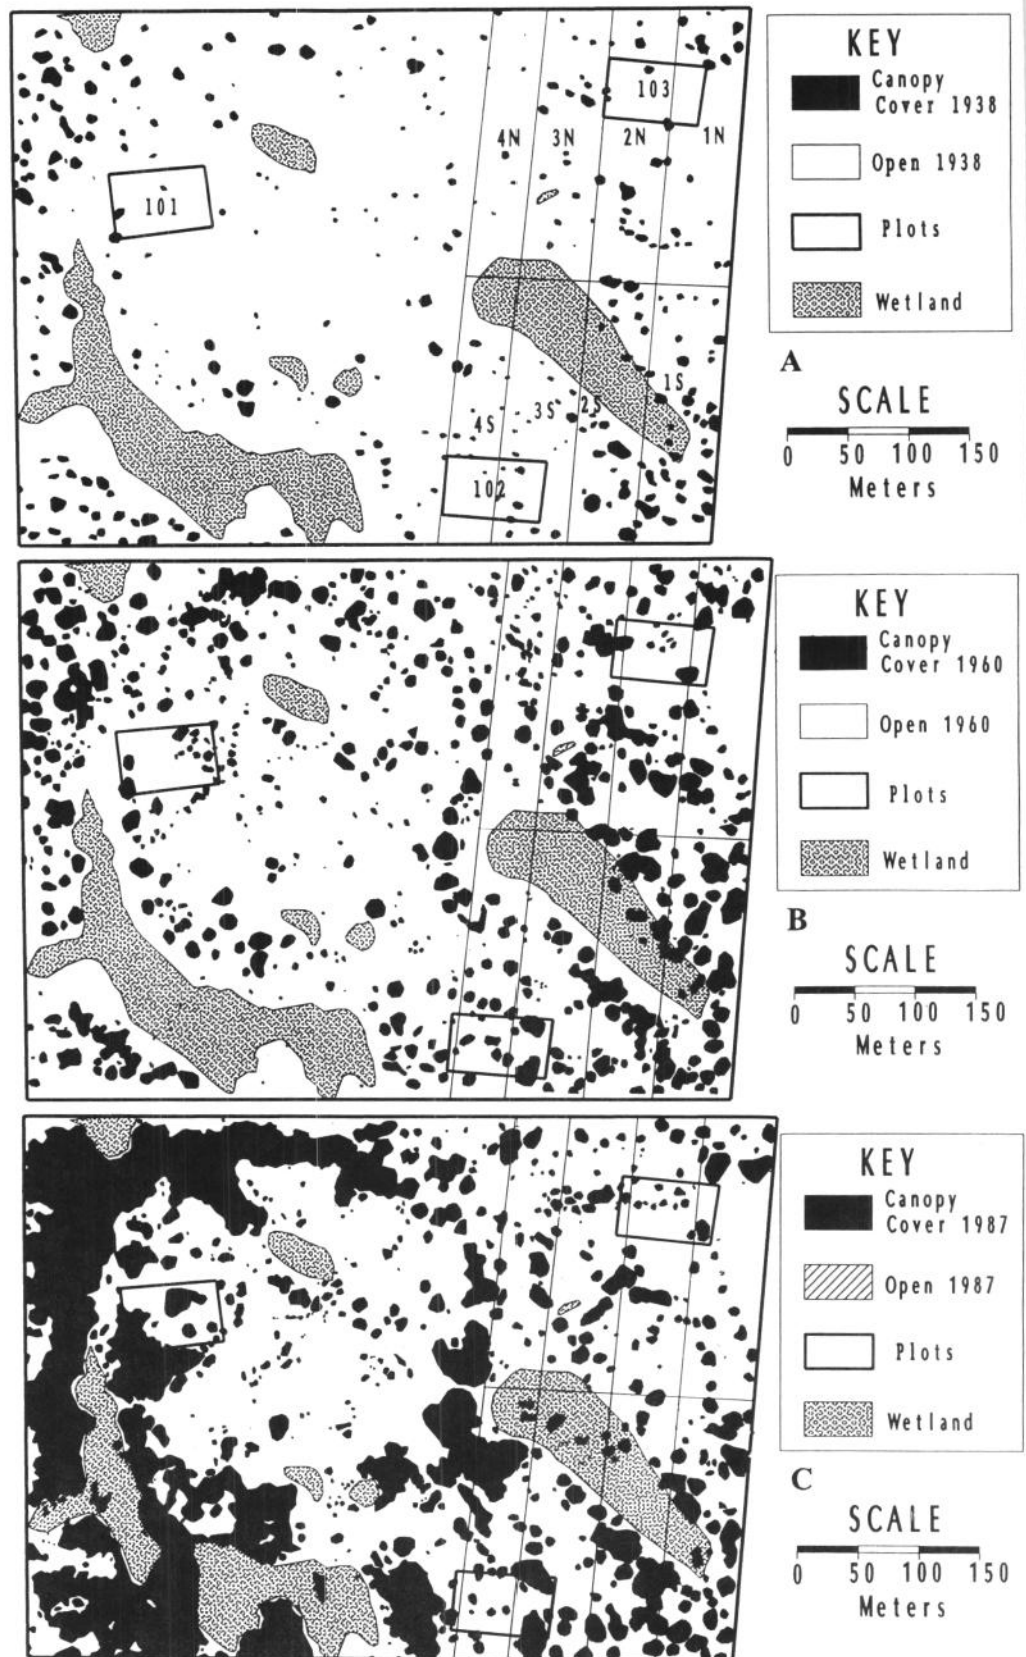 101
4N 3N 2N 1N
103
4S 3S 2S 1S
102
KEY
Canopy
Cover 1938
Open 1938
Plots
Wetland
A
SCALE
0 50 100 150
Meters
KEY
Canopy
Cover 1960
Open 1960
Plots
Wetland
B
SCALE
0 50 100 150
Meters
KEY
Canopy
Cover 1987
Open 1987
Plots
Wetland
C
SCALE
0 50 100 150
Meters